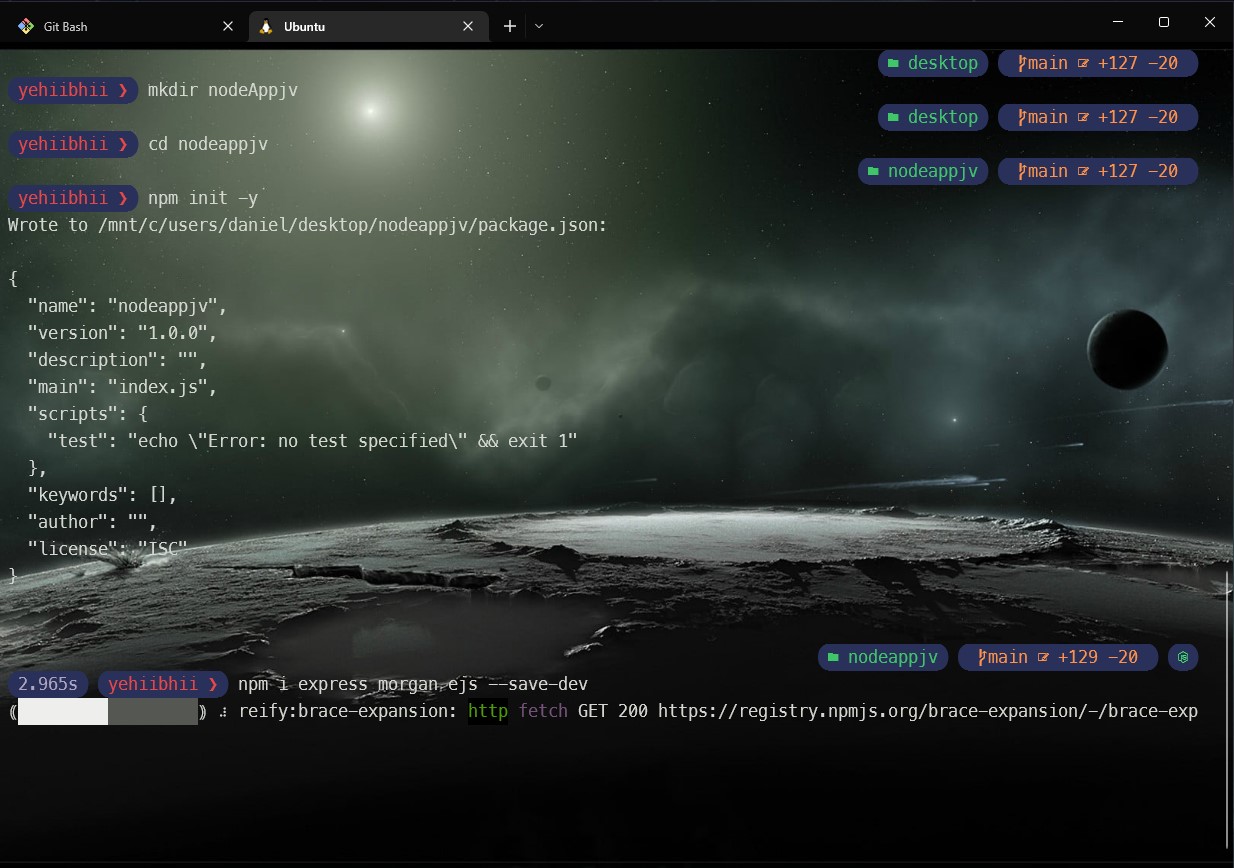 Git Bash
Ubuntu
desktop main +127 -20
yehiibhii ❯ mkdir nodeAppjv
desktop main +127 -20
yehiibhii ❯ cd nodeappjv
nodeappjv main +127 -20
yehiibhii ❯ npm init -y
Wrote to /mnt/c/users/daniel/desktop/nodeappjv/package.json:
{
"name": "nodeappjv",
"version": "1.0.0",
"description": "",
"main": "index.js",
"scripts": {
"test": "echo \"Error: no test specified\" && exit 1"
},
"keywords": [],
"author": "",
"license": "ISC"
}
nodeappjv main +129 -20
2.965s yehiibhii ❯ npm i express morgan ejs --save-dev
reify:brace-expansion: http fetch GET 200 https://registry.npmjs.org/brace-expansion/-/brace-exp